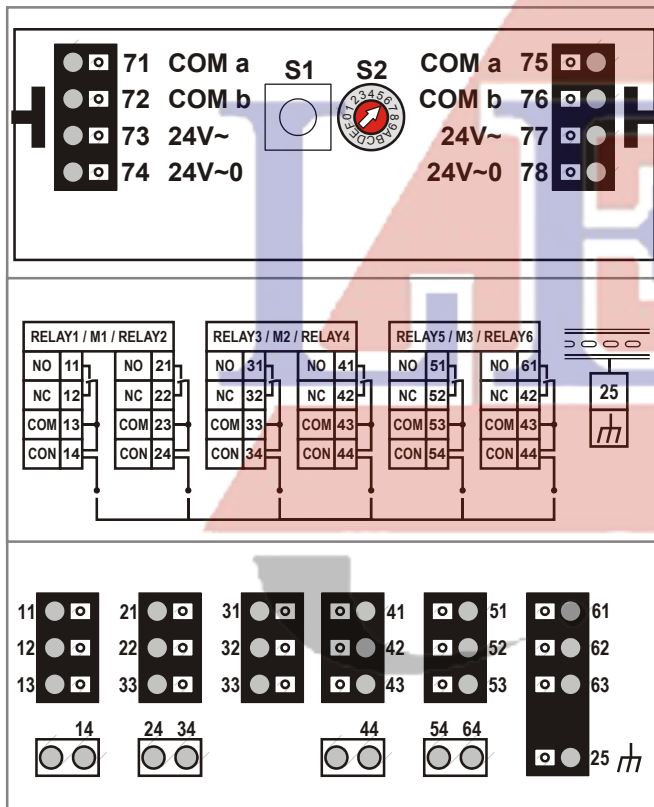 71 COM a S1 S2 COM a 75
72 COM b 0123456789ABCDEF COM b 76
73 24V~ 24V~ 77
74 24V~0 24V~0 78
RELAY1 / M1 / RELAY2 RELAY3 / M2 / RELAY4 RELAY5 / M3 / RELAY6
NO 11 NO 21 NO 31 NO 41 NO 51 NO 61
NC 12 NC 22 NC 32 NC 42 NC 52 NC 42 25
COM 13 COM 23 COM 33 COM 43 COM 53 COM 43
CON 14 CON 24 CON 34 CON 44 CON 54 CON 44
11 21 31 41 51 61
12 22 32 42 52 62
13 33 33 43 53 63
14 24 34 44 54 64
25